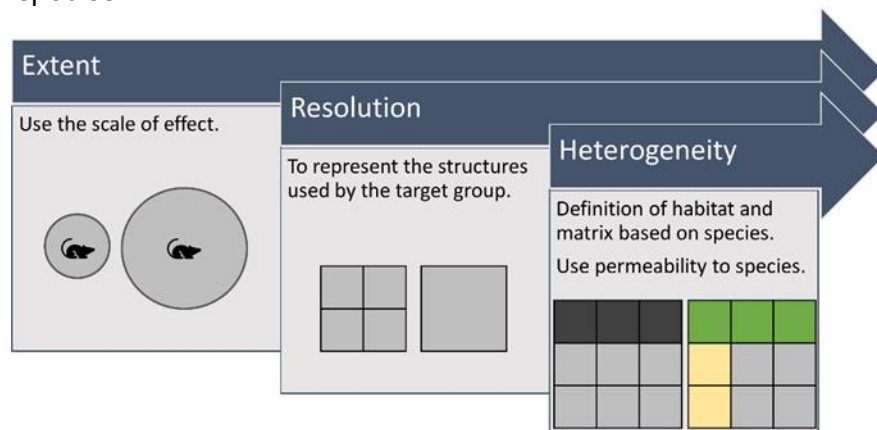 Extent
Use the scale of effect.
Resolution
To represent the structures
used by the target group.
Heterogeneity
Definition of habitat and
matrix based on species.
Use permeability to species.